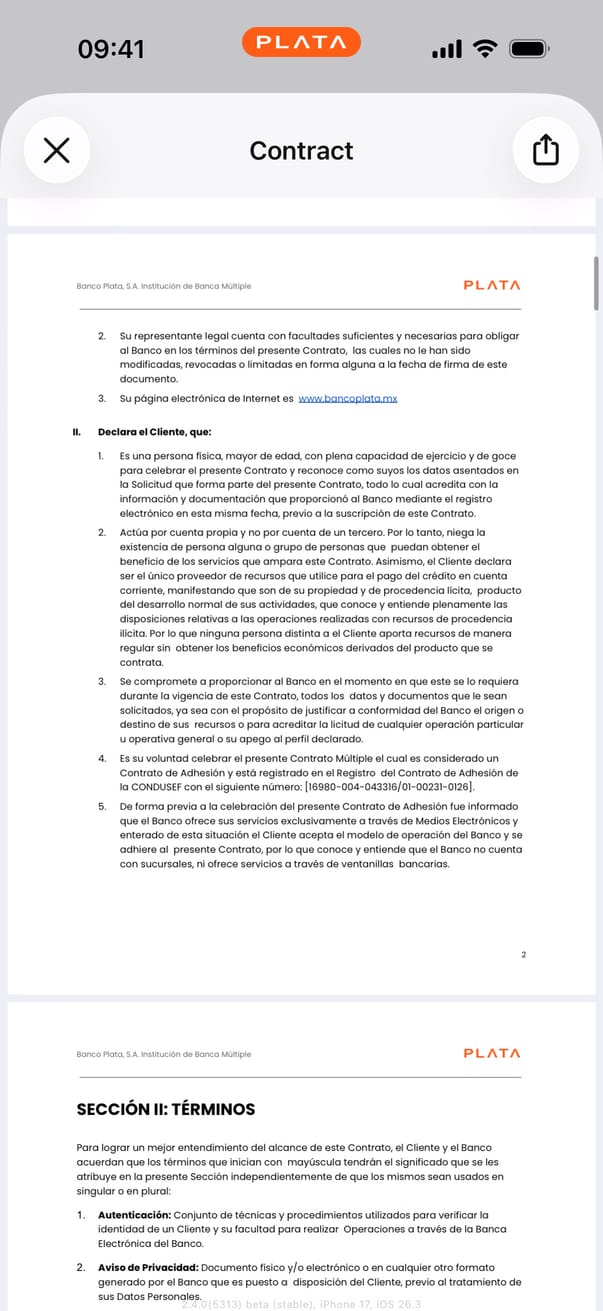 09:41
PLATA
Contract
Banco Plata, S.A. Institución de Banca Múltiple
PLATA
2. Su representante legal cuenta con facultades suficientes y necesarias para obligar
al Banco en los términos del presente Contrato, las cuales no le han sido
modificadas, revocadas o limitadas en forma alguna a la fecha de firma de este
documento.
3. Su página electrónica de Internet es www.bancoplata.mx
II. Declara el Cliente, que:
1. Es una persona física, mayor de edad, con plena capacidad de ejercicio y de goce
para celebrar el presente Contrato y reconoce como suyos los datos asentados en
la Solicitud que forma parte del presente Contrato, todo lo cual acredita con la
información y documentación que proporcionó al Banco mediante el registro
electrónico en esta misma fecha, previo a la suscripción de este Contrato.
2. Actúa por cuenta propia y no por cuenta de un tercero. Por lo tanto, niega la
existencia de persona alguna o grupo de personas que puedan obtener el
beneficio de los servicios que ampara este Contrato. Asimismo, el Cliente declara
ser el único proveedor de recursos que utilice para el pago del crédito en cuenta
corriente, manifestando que son de su propiedad y de procedencia lícita, producto
del desarrollo normal de sus actividades, que conoce y entiende plenamente las
disposiciones relativas a las operaciones realizadas con recursos de procedencia
ilícita. Por lo que ninguna persona distinta a el Cliente aporta recursos de manera
regular sin obtener los beneficios económicos derivados del producto que se
contrata.
3. Se compromete a proporcionar al Banco en el momento en que este se lo requiera
durante la vigencia de este Contrato, todos los datos y documentos que le sean
solicitados, ya sea con el propósito de justificar a conformidad del Banco el origen o
destino de sus recursos o para acreditar la licitud de cualquier operación particular
u operativa general o su apego al perfil declarado.
4. Es su voluntad celebrar el presente Contrato Múltiple el cual es considerado un
Contrato de Adhesión y está registrado en el Registro del Contrato de Adhesión de
la CONDUSEF con el siguiente número: [16980-004-043316/01-00231-0126].
5. De forma previa a la celebración del presente Contrato de Adhesión fue informado
que el Banco ofrece sus servicios exclusivamente a través de Medios Electrónicos y
enterado de esta situación el Cliente acepta el modelo de operación del Banco y se
adhiere al presente Contrato, por lo que conoce y entiende que el Banco no cuenta
con sucursales, ni ofrece servicios a través de ventanillas bancarias.
2
Banco Plata, S.A. Institución de Banca Múltiple
PLATA
SECCIÓN II: TÉRMINOS
Para lograr un mejor entendimiento del alcance de este Contrato, el Cliente y el Banco
acuerdan que los términos que inician con mayúscula tendrán el significado que se les
atribuye en la presente Sección independientemente de que los mismos sean usados en
singular o en plural:
1. Autenticación: Conjunto de técnicas y procedimientos utilizados para verificar la
identidad de un Cliente y su facultad para realizar Operaciones a través de la Banca
Electrónica del Banco.
2. Aviso de Privacidad: Documento físico y/o electrónico o en cualquier otro formato
generado por el Banco que es puesto a disposición del Cliente, previo al tratamiento de
sus Datos Personales.
2.4.0(5313) beta (stable), iPhone 17, iOS 26.3